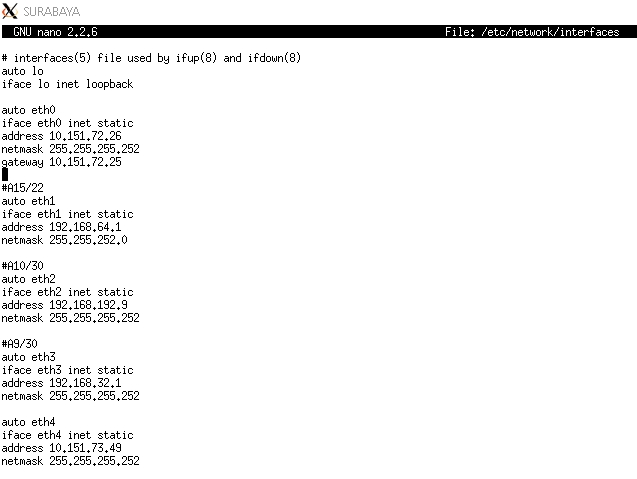 SURABAYA
GNU nano 2.2.6 File: /etc/network/interfaces
# interfaces(5) file used by ifup(8) and ifdown(8)
auto lo
iface lo inet loopback
auto eth0
iface eth0 inet static
address 10.151.72.26
netmask 255.255.255.252
gateway 10.151.72.25
#A15/22
auto eth1
iface eth1 inet static
address 192.168.64.1
netmask 255.255.252.0
#A10/30
auto eth2
iface eth2 inet static
address 192.168.192.9
netmask 255.255.255.252
#A9/30
auto eth3
iface eth3 inet static
address 192.168.32.1
netmask 255.255.255.252
auto eth4
iface eth4 inet static
address 10.151.73.49
netmask 255.255.255.252